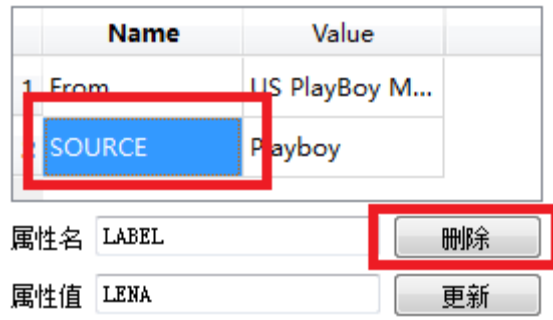 Name Value
1 From US PlayBoy M...
2 SOURCE Playboy
属性名 LABEL 删除
属性值 LENA 更新